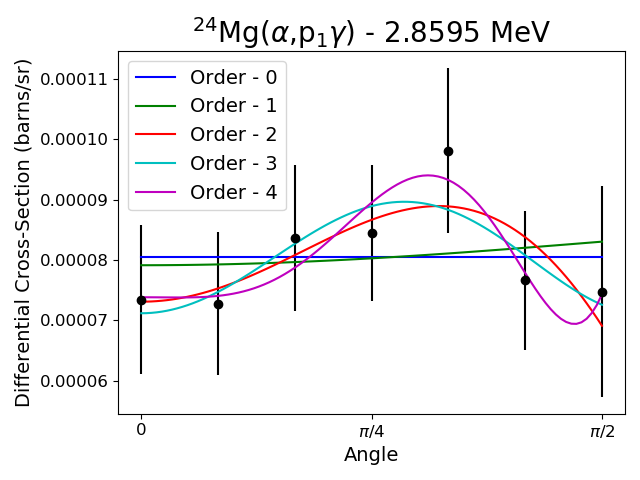 ²⁴Mg(α,p₁γ) - 2.8595 MeV
Differential Cross-Section (barns/sr)
0.00011
0.00010
0.00009
0.00008
0.00007
0.00006
Order - 0
Order - 1
Order - 2
Order - 3
Order - 4
0 π/4 π/2
Angle